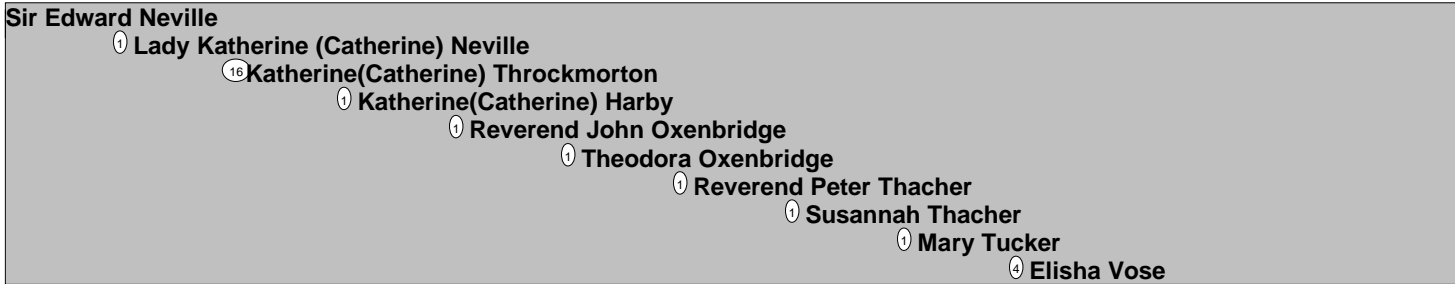 Sir Edward Neville
1 Lady Katherine (Catherine) Neville
16 Katherine(Catherine) Throckmorton
1 Katherine(Catherine) Harby
1 Reverend John Oxenbridge
1 Theodora Oxenbridge
1 Reverend Peter Thacher
1 Susannah Thacher
1 Mary Tucker
4 Elisha Vose